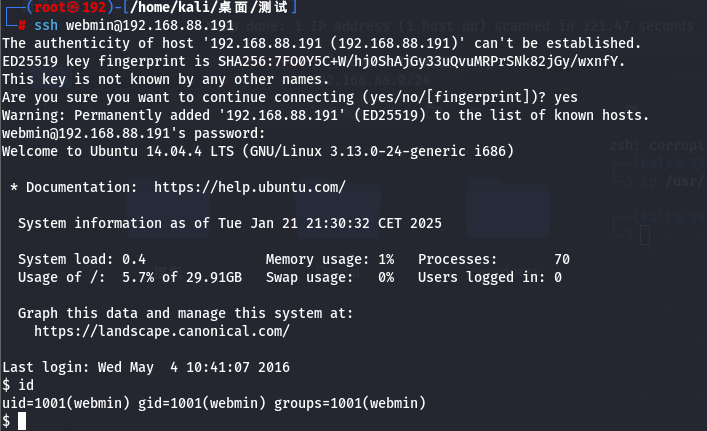 ┌──(root㉿192)-[/home/kali/桌面/测试]
└─# ssh webmin@192.168.88.191
The authenticity of host '192.168.88.191 (192.168.88.191)' can't be established.
ED25519 key fingerprint is SHA256:7FO0Y5C+W/hj0ShAjGy33uQvuMRPrSNk82jGy/wxnfY.
This key is not known by any other names.
Are you sure you want to continue connecting (yes/no/[fingerprint])? yes
Warning: Permanently added '192.168.88.191' (ED25519) to the list of known hosts.
webmin@192.168.88.191's password:
Welcome to Ubuntu 14.04.4 LTS (GNU/Linux 3.13.0-24-generic i686)
 * Documentation:  https://help.ubuntu.com/
  System information as of Tue Jan 21 21:30:32 CET 2025
  System load: 0.4               Memory usage: 1%   Processes:       70
  Usage of /:  5.7% of 29.91GB   Swap usage:   0%   Users logged in: 0
  Graph this data and manage this system at:
    https://landscape.canonical.com/
Last login: Wed May  4 10:41:07 2016
$ id
uid=1001(webmin) gid=1001(webmin) groups=1001(webmin)
$